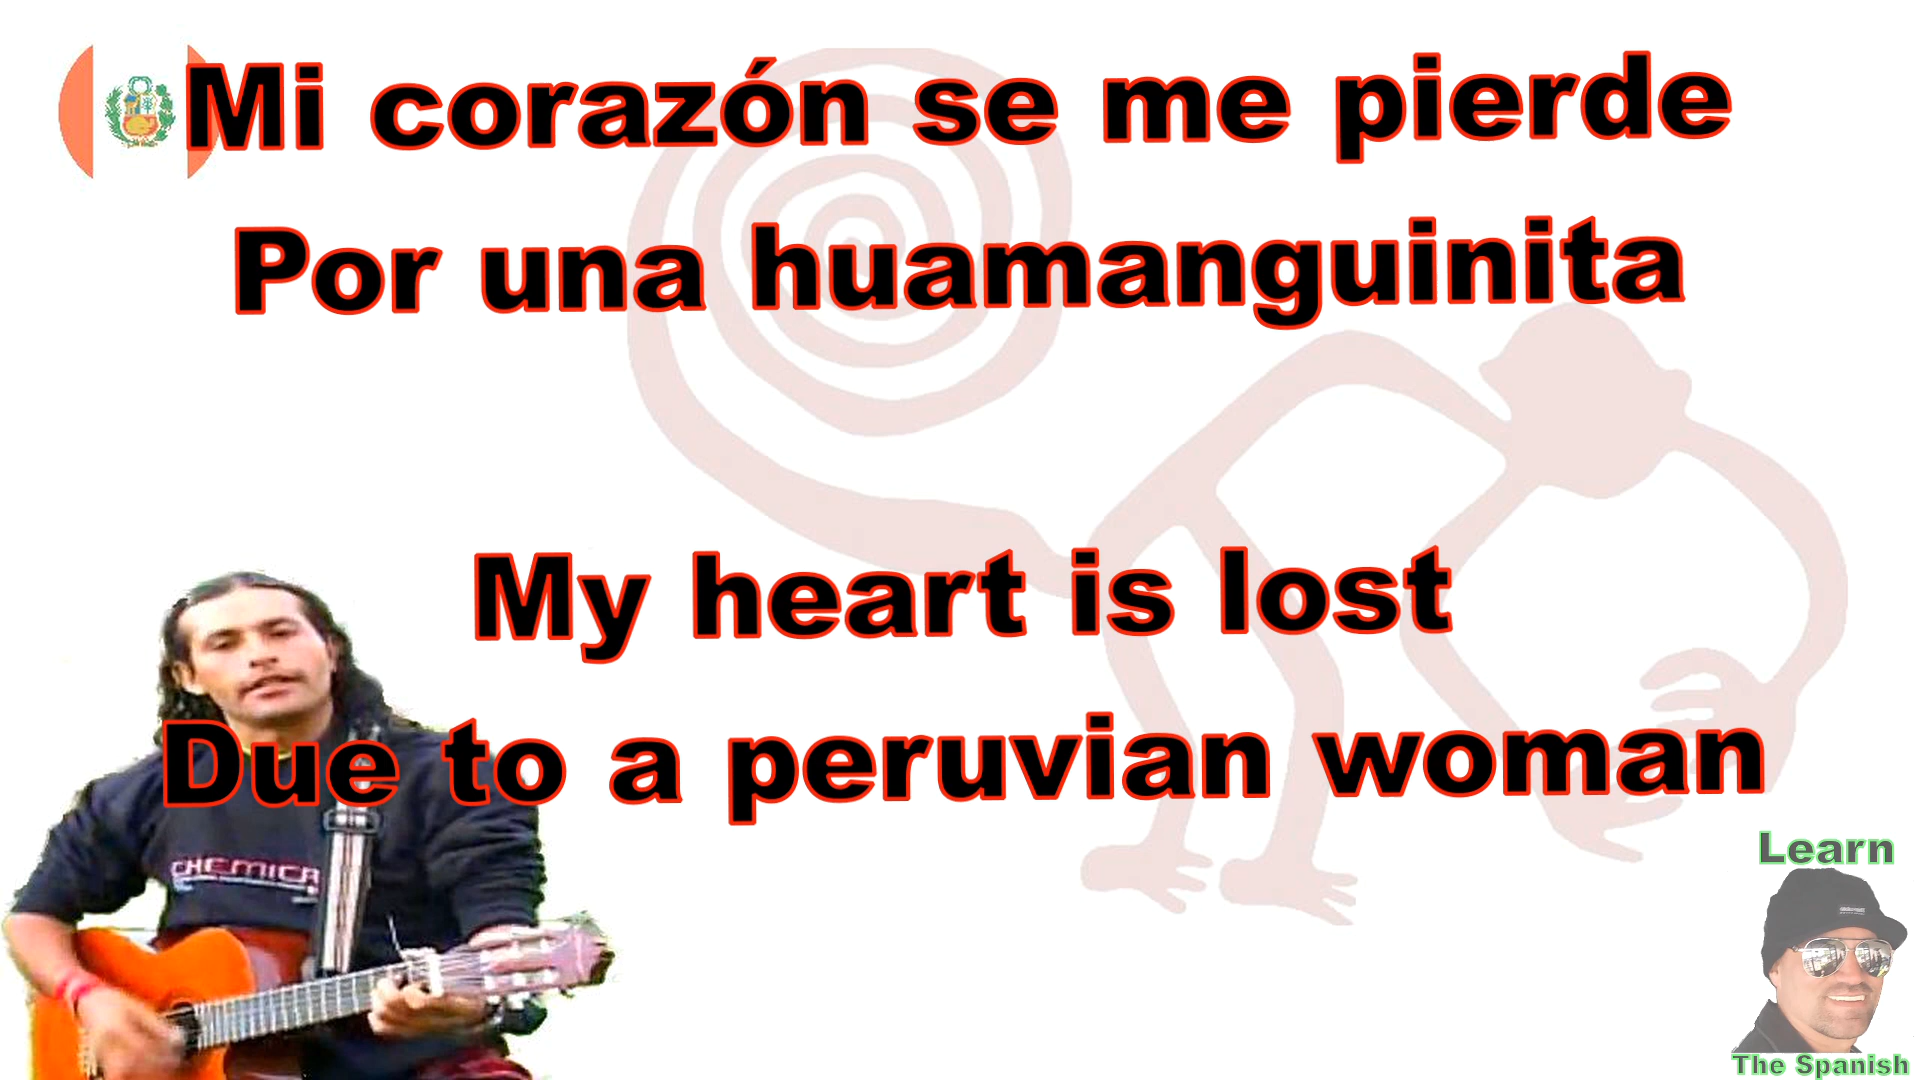 Mi corazón se me pierde
Por una huamanguinita
My heart is lost
Due to a peruvian woman
CHEMICA
Learn
The Spanish